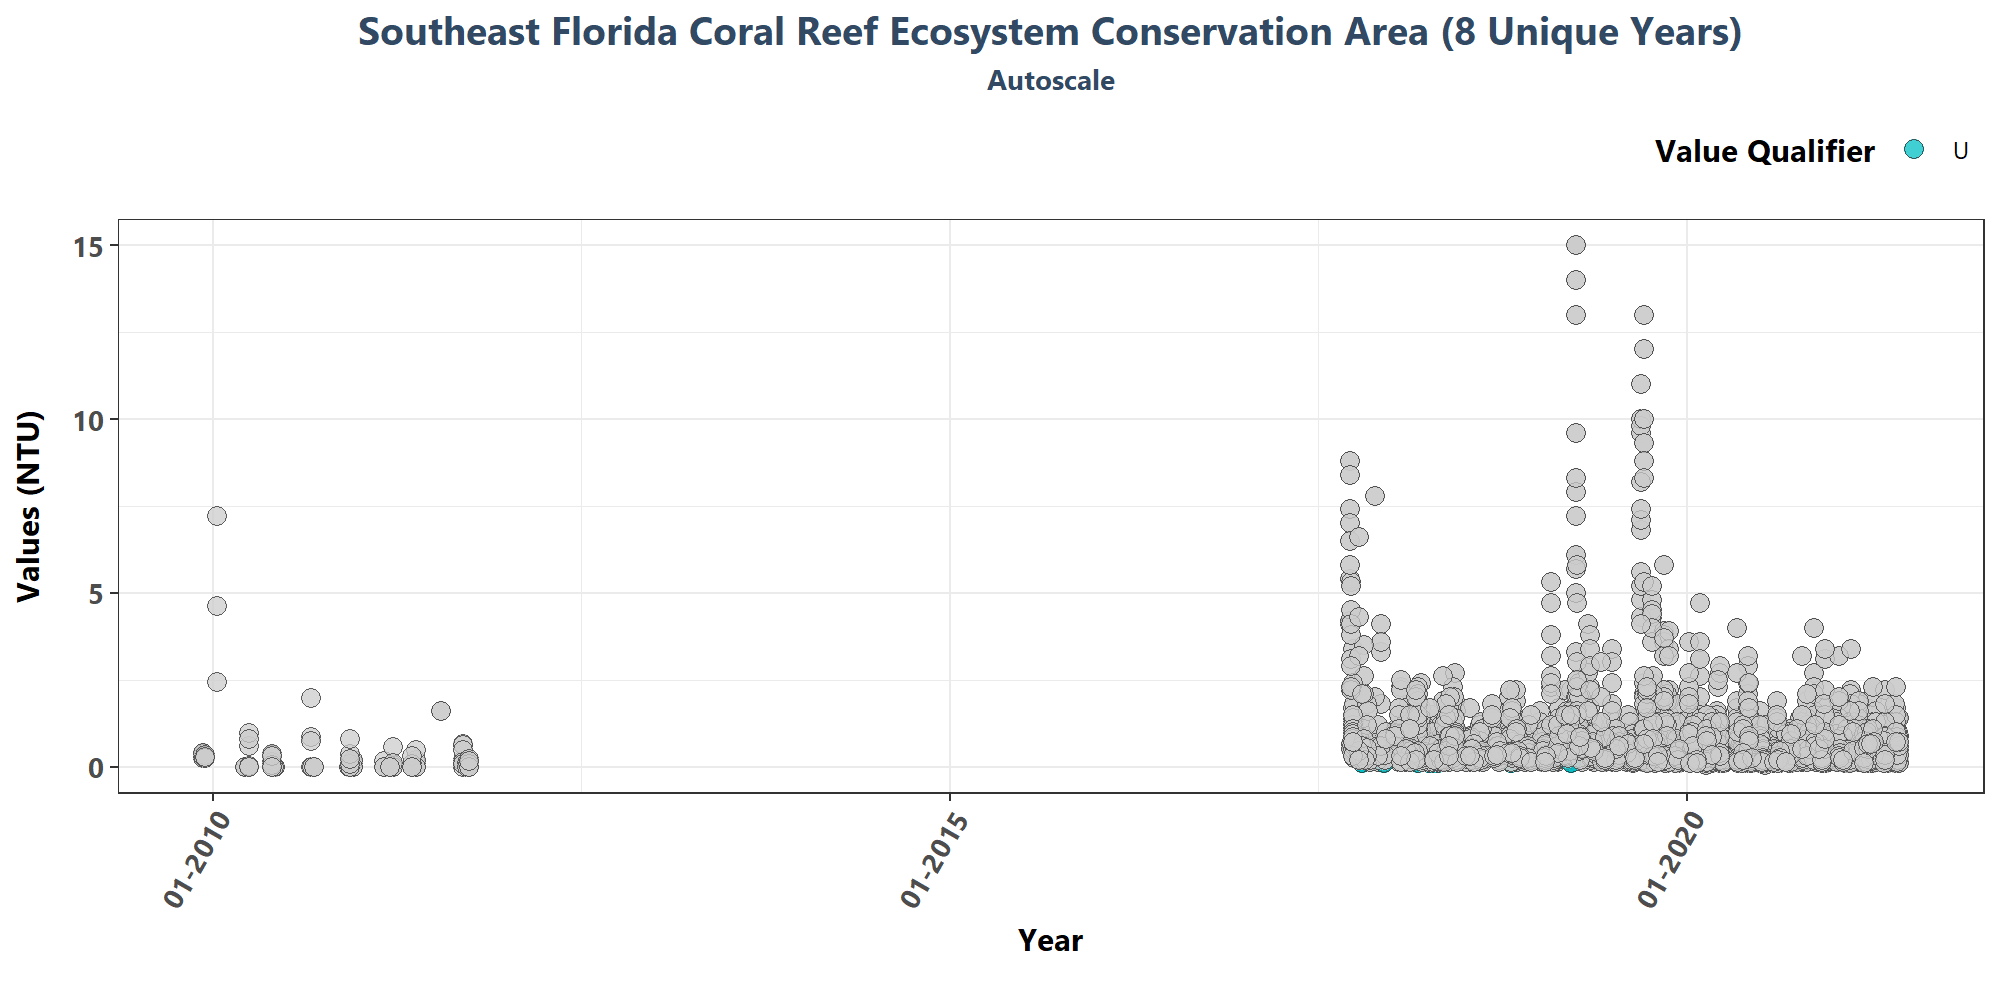 Southeast Florida Coral Reef Ecosystem Conservation Area (8 Unique Years)
Autoscale
Value Qualifier U
Values (NTU)
15
10
5
0
01-2010
01-2015
01-2020
Year